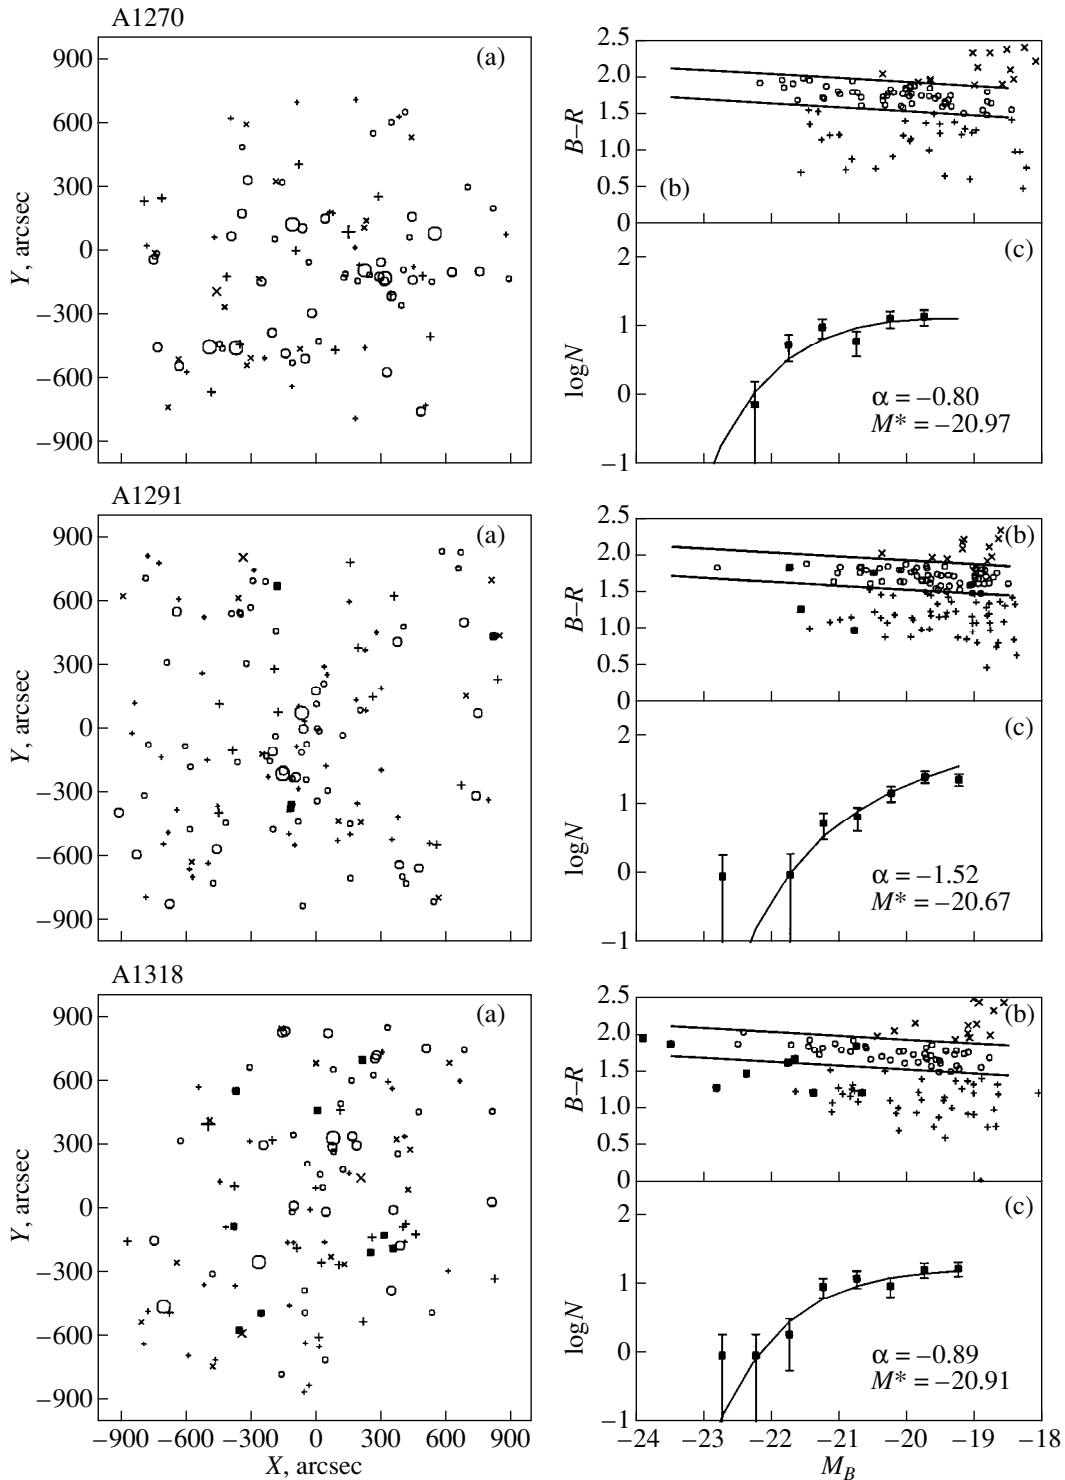 A1270
(a)
900
600
300
0
−300
−600
−900
Y, arcsec
2.5
2.0
1.5
1.0
0.5
0
B–R
(b)
(c)
2
1
0
−1
logN
α = −0.80
M* = −20.97
A1291
(a)
900
600
300
0
−300
−600
−900
Y, arcsec
2.5
2.0
1.5
1.0
0.5
0
B–R
(b)
(c)
2
1
0
−1
logN
α = −1.52
M* = −20.67
A1318
(a)
900
600
300
0
−300
−600
−900
Y, arcsec
−900 −600 −300 0 300 600 900
X, arcsec
2.5
2.0
1.5
1.0
0.5
0
B–R
(b)
(c)
2
1
0
−1
logN
α = −0.89
M* = −20.91
−24 −23 −22 −21 −20 −19 −18
M_B